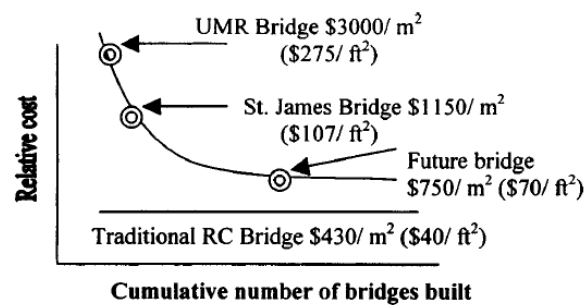 UMR Bridge $3000/ m²
($275/ ft²)
St. James Bridge $1150/ m²
($107/ ft²)
Future bridge
$750/ m² ($70/ ft²)
Traditional RC Bridge $430/ m² ($40/ ft²)
Relative cost
Cumulative number of bridges built